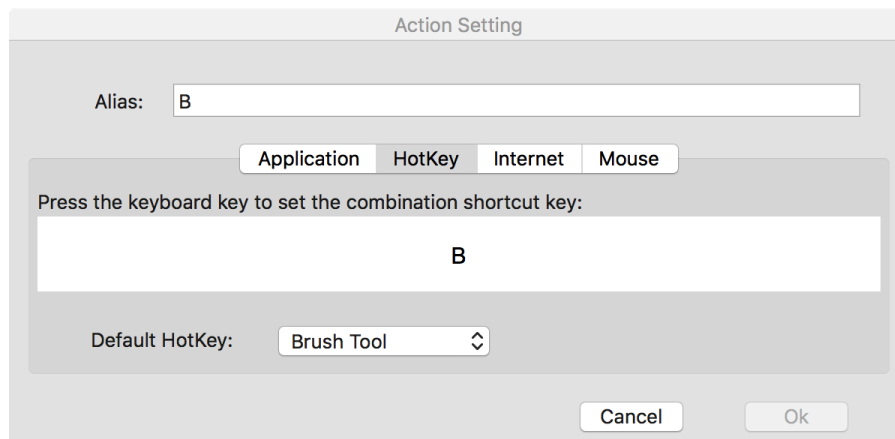 Action Setting
Alias: B
Application HotKey Internet Mouse
Press the keyboard key to set the combination shortcut key:
B
Default HotKey: Brush Tool
Cancel Ok